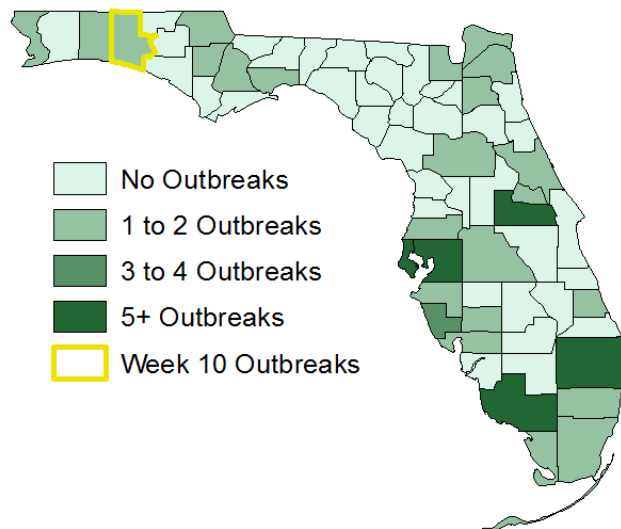 No Outbreaks
1 to 2 Outbreaks
3 to 4 Outbreaks
5+ Outbreaks
Week 10 Outbreaks